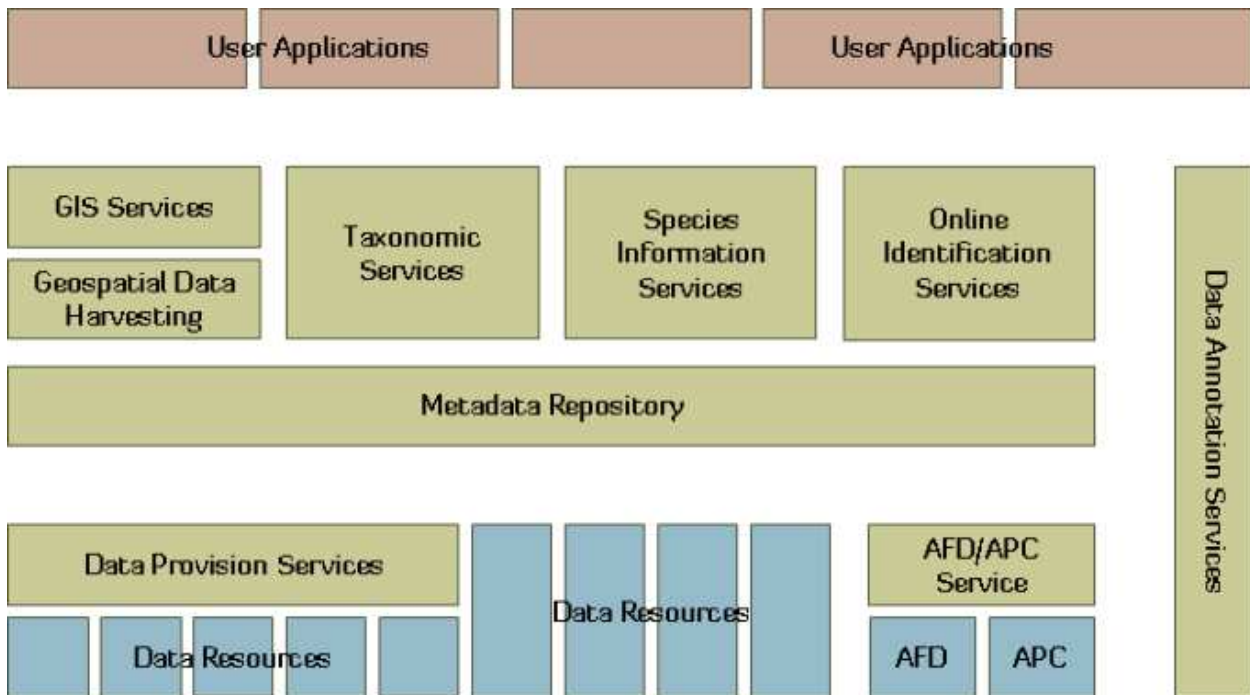 User Applications
User Applications
GIS Services
Geospatial Data
Harvesting
Taxonomic
Services
Species
Information
Services
Online
Identification
Services
Data Annotation Services
Metadata Repository
Data Provision Services
Data Resources
Data Resources
AFD/APC
Service
AFD
APC